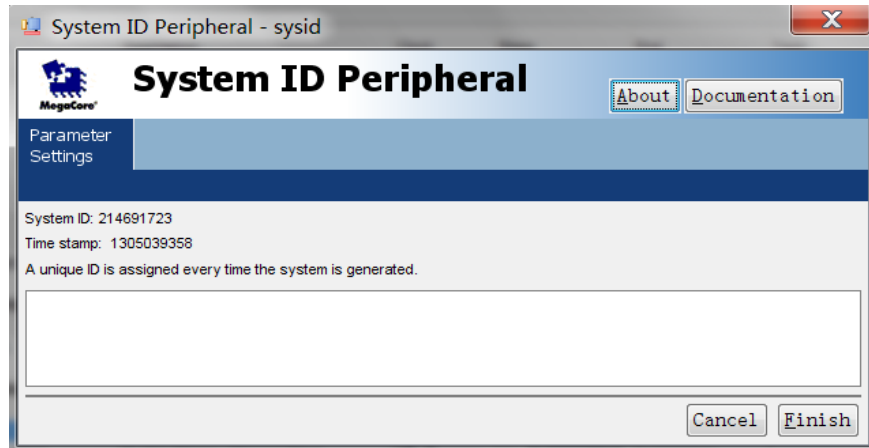 System ID Peripheral - sysid
MegaCore®
System ID Peripheral
About
Documentation
Parameter
Settings
System ID: 214691723
Time stamp: 1305039358
A unique ID is assigned every time the system is generated.
Cancel
Finish